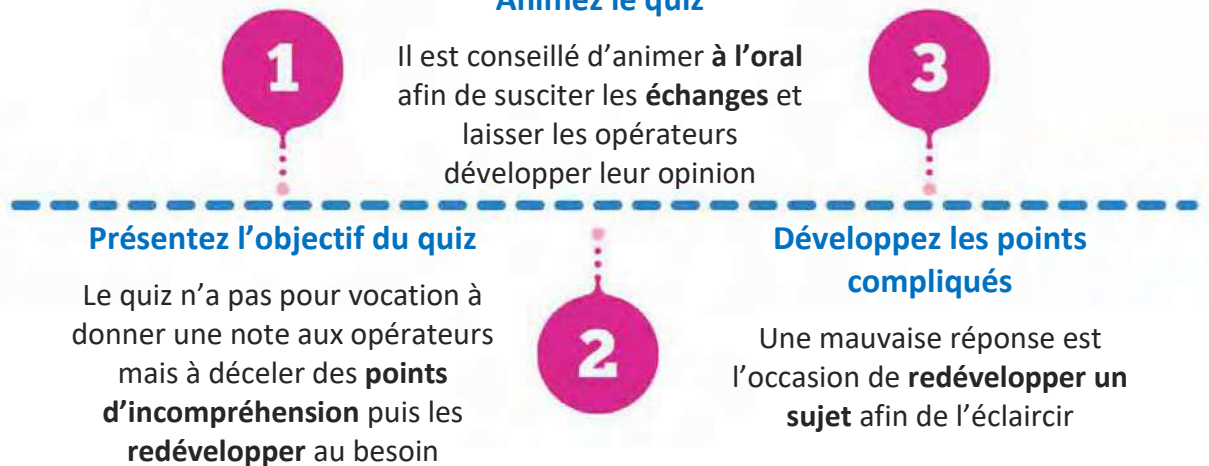 1
Présentez l’objectif du quiz
Le quiz n’a pas pour vocation à
donner une note aux opérateurs
mais à déceler des points
d’incompréhension puis les
redévelopper au besoin
Animez le quiz
Il est conseillé d’animer à l’oral
afin de susciter les échanges et
laisser les opérateurs
développer leur opinion
2
3
Développez les points
compliqués
Une mauvaise réponse est
l’occasion de redévelopper un
sujet afin de l’éclaircir